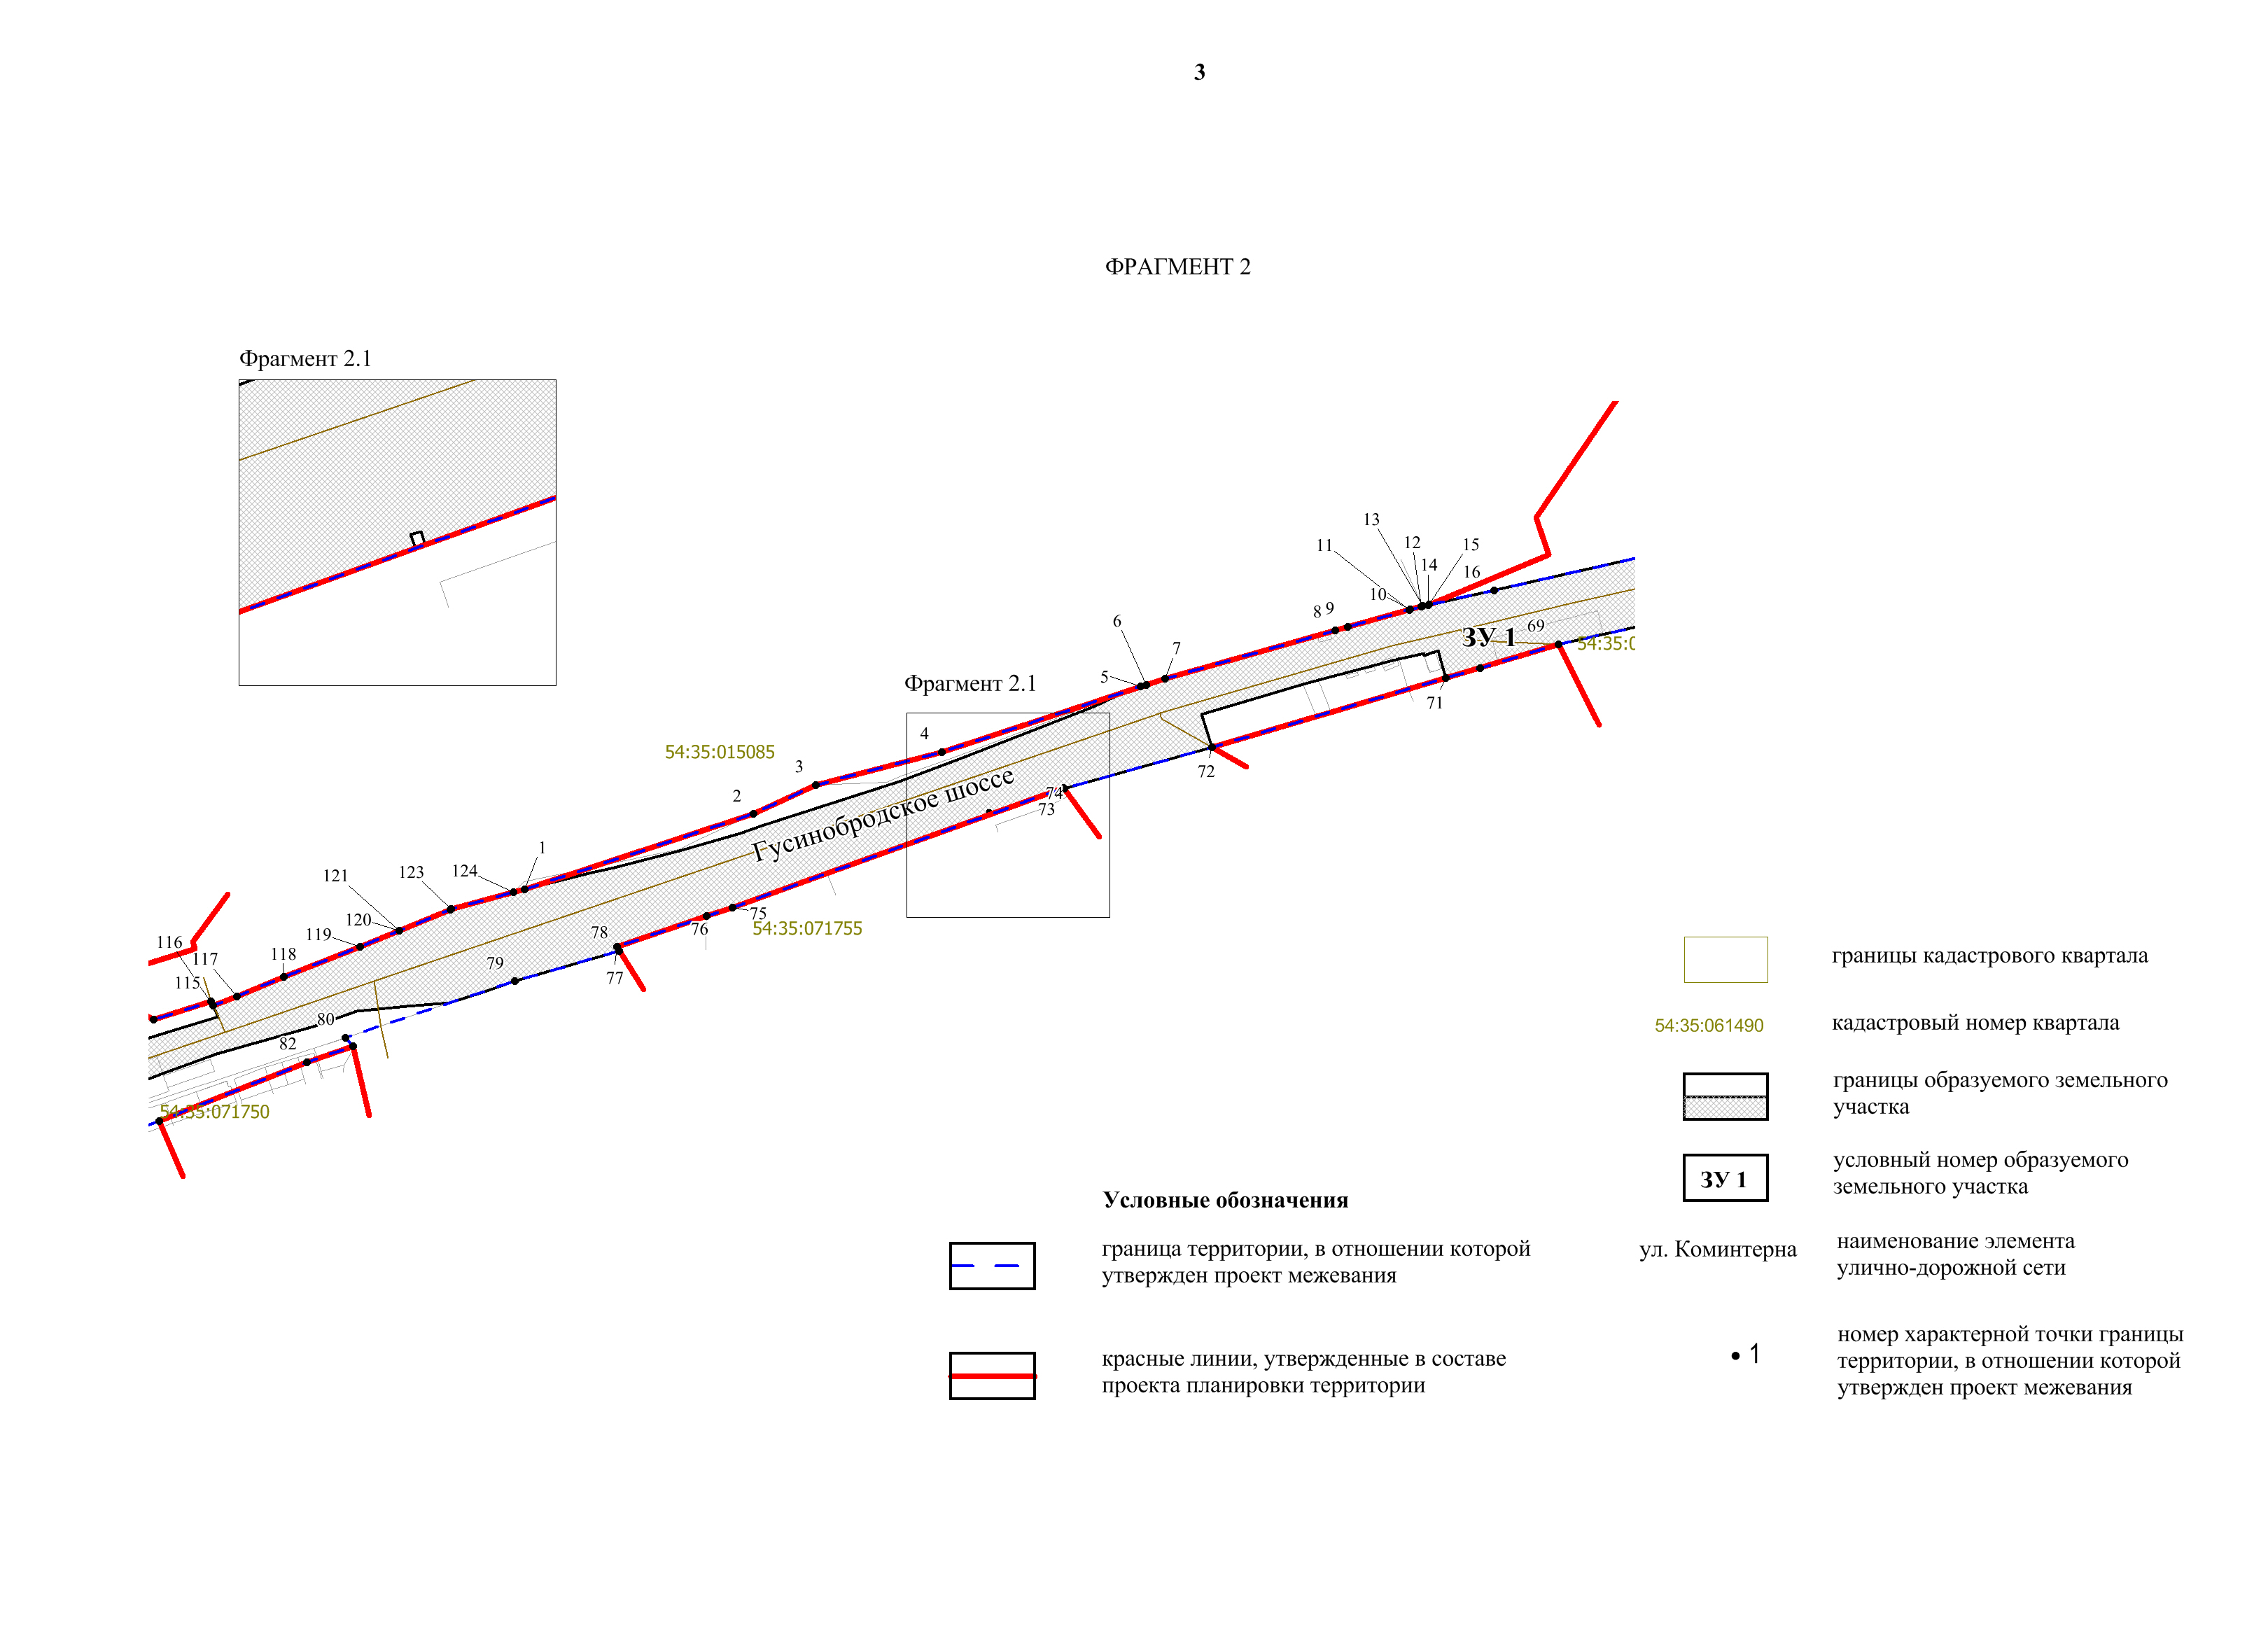 3
ФРАГМЕНТ 2
Фрагмент 2.1
13
11
12
15
14
16
10
8 9
69
ЗУ 1
54:35:0
6
7
5
71
Фрагмент 2.1
4
72
54:35:015085
3
2
74
73
Гусинобродское шоссе
1
124
123
121
120
119
118
117
116
115
75
76
54:35:071755
78
77
79
80
82
54:35:071750
границы кадастрового квартала
54:35:061490
кадастровый номер квартала
границы образуемого земельного
участка
ЗУ 1
условный номер образуемого
земельного участка
ул. Коминтерна
наименование элемента
улично-дорожной сети
1
номер характерной точки границы
территории, в отношении которой
утвержден проект межевания
Условные обозначения
граница территории, в отношении которой
утвержден проект межевания
красные линии, утвержденные в составе
проекта планировки территории